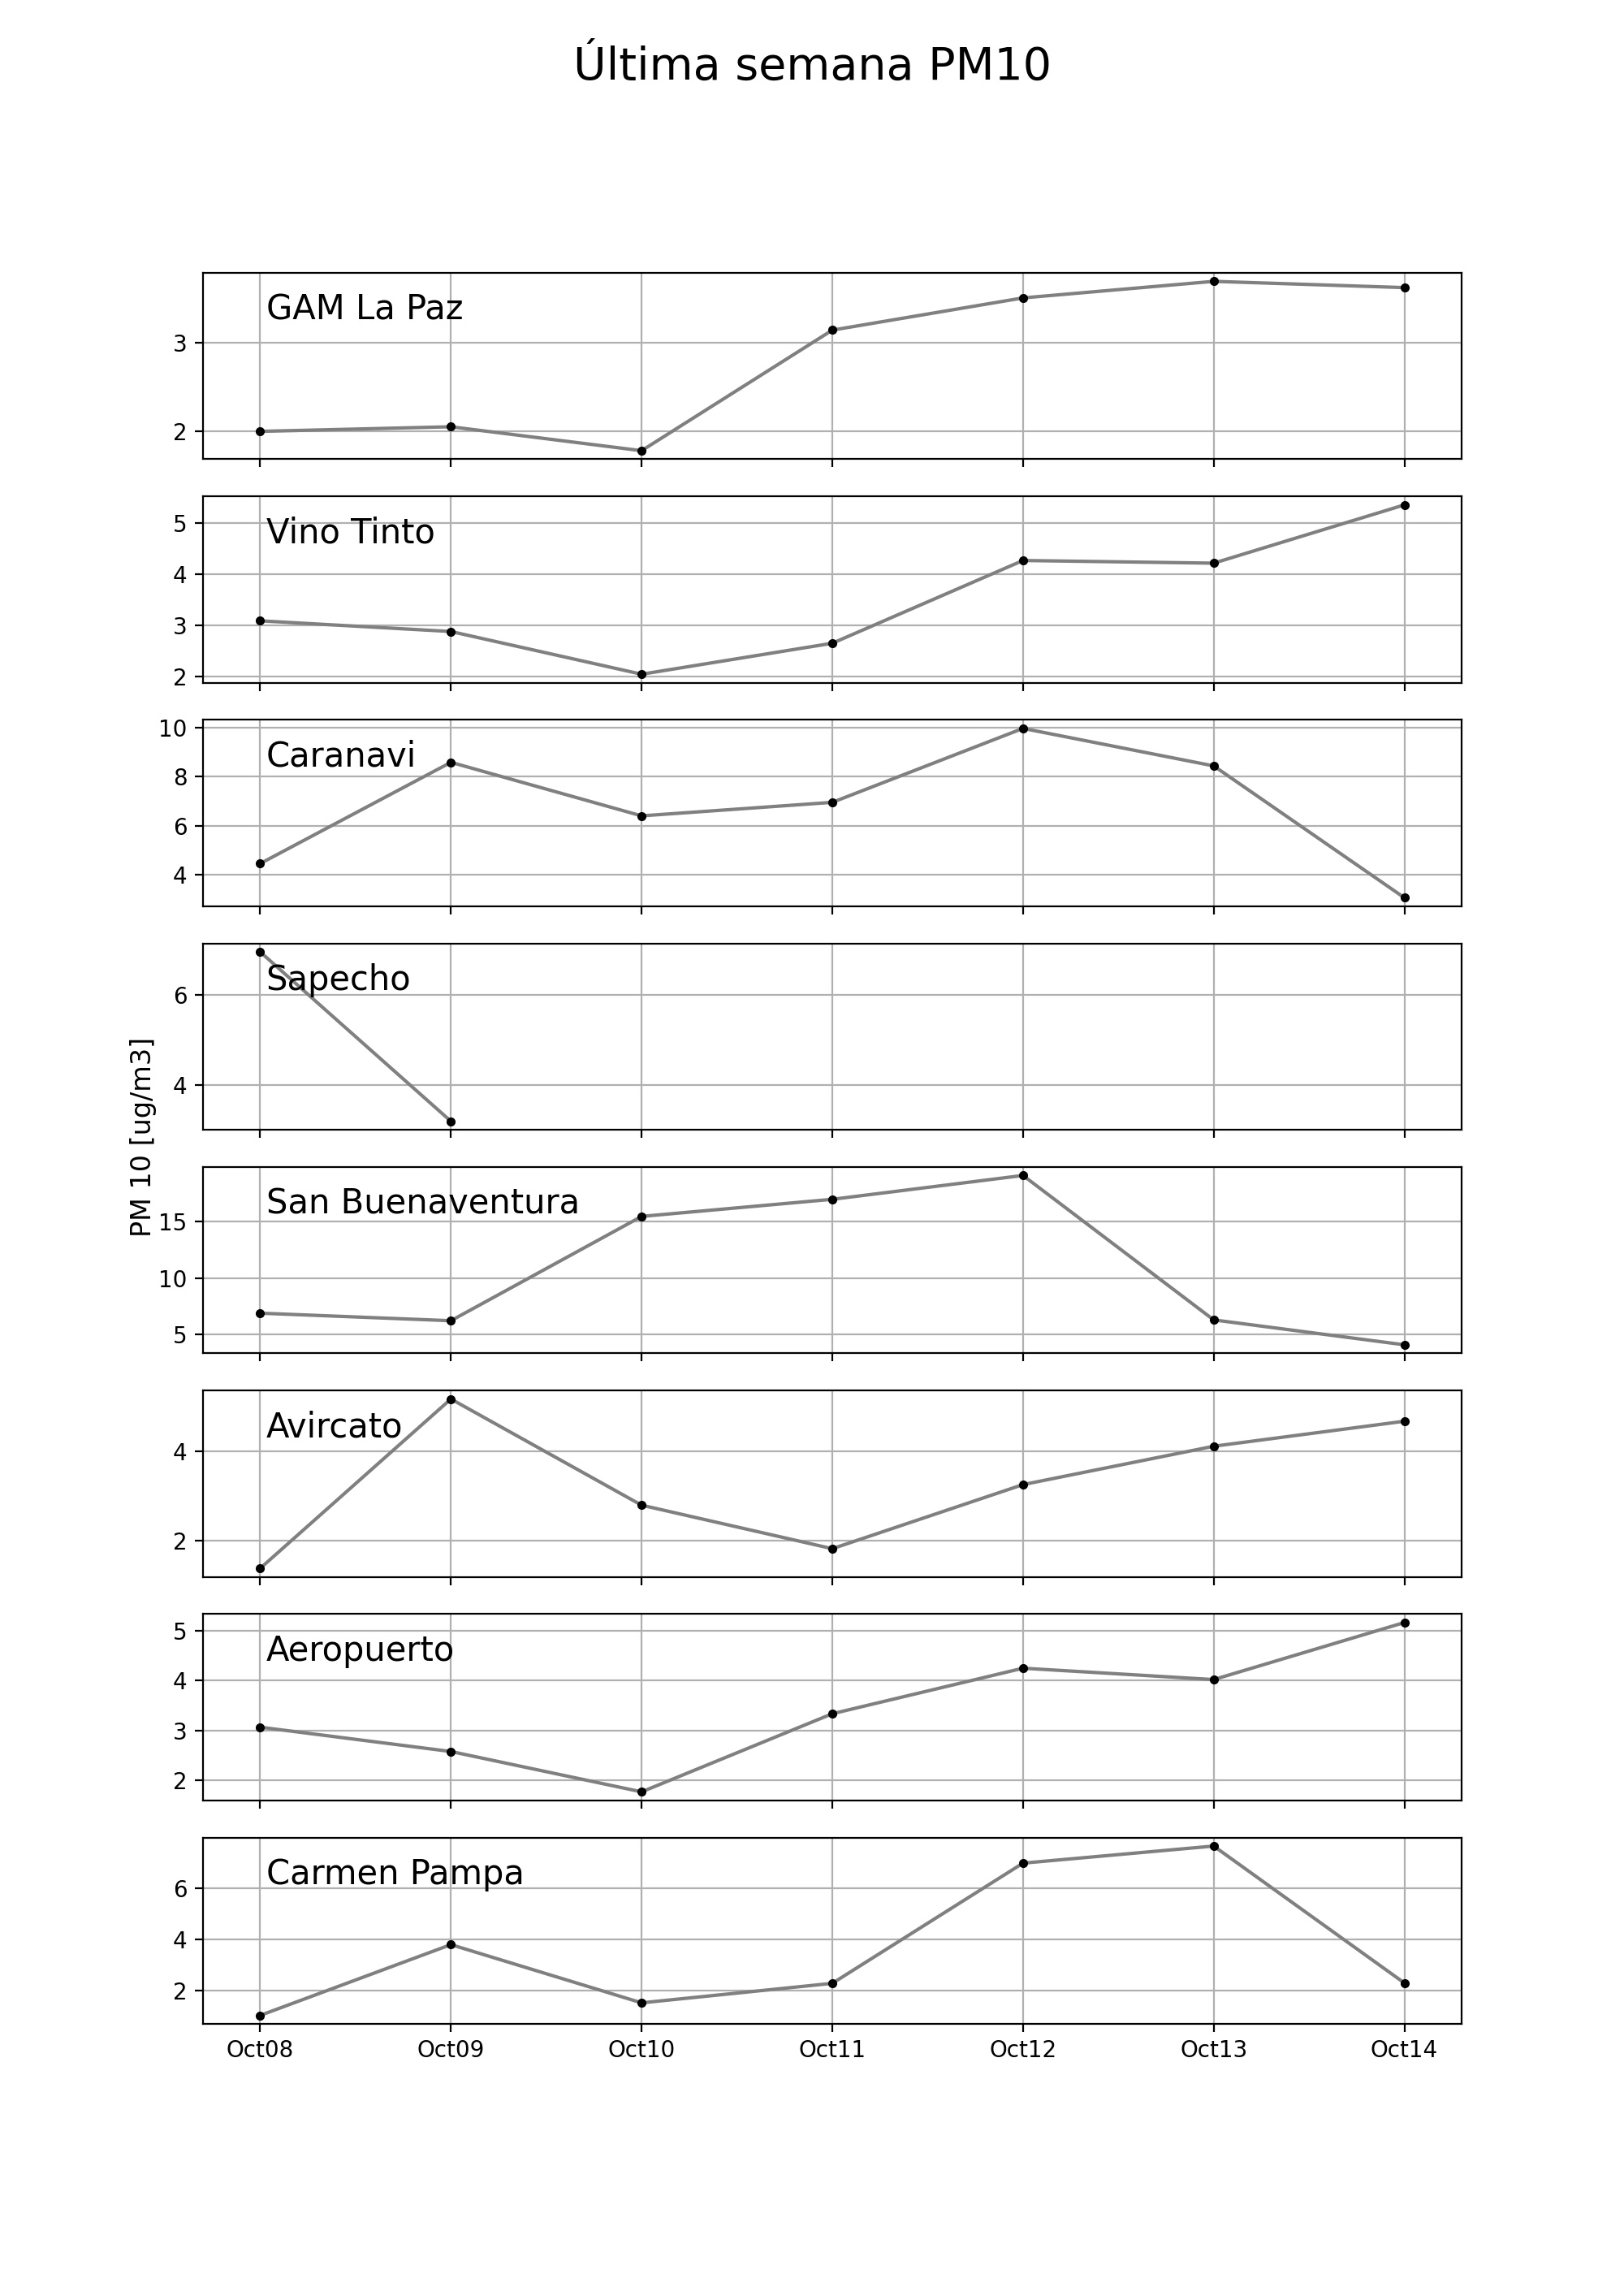 Última semana PM10
PM 10 [ug/m3]
GAM La Paz
3
2
Vino Tinto
5
4
3
2
Caranavi
10
8
6
4
Sapecho
6
4
San Buenaventura
15
10
5
Avircato
4
2
Aeropuerto
5
4
3
2
Carmen Pampa
6
4
2
Oct08 Oct09 Oct10 Oct11 Oct12 Oct13 Oct14